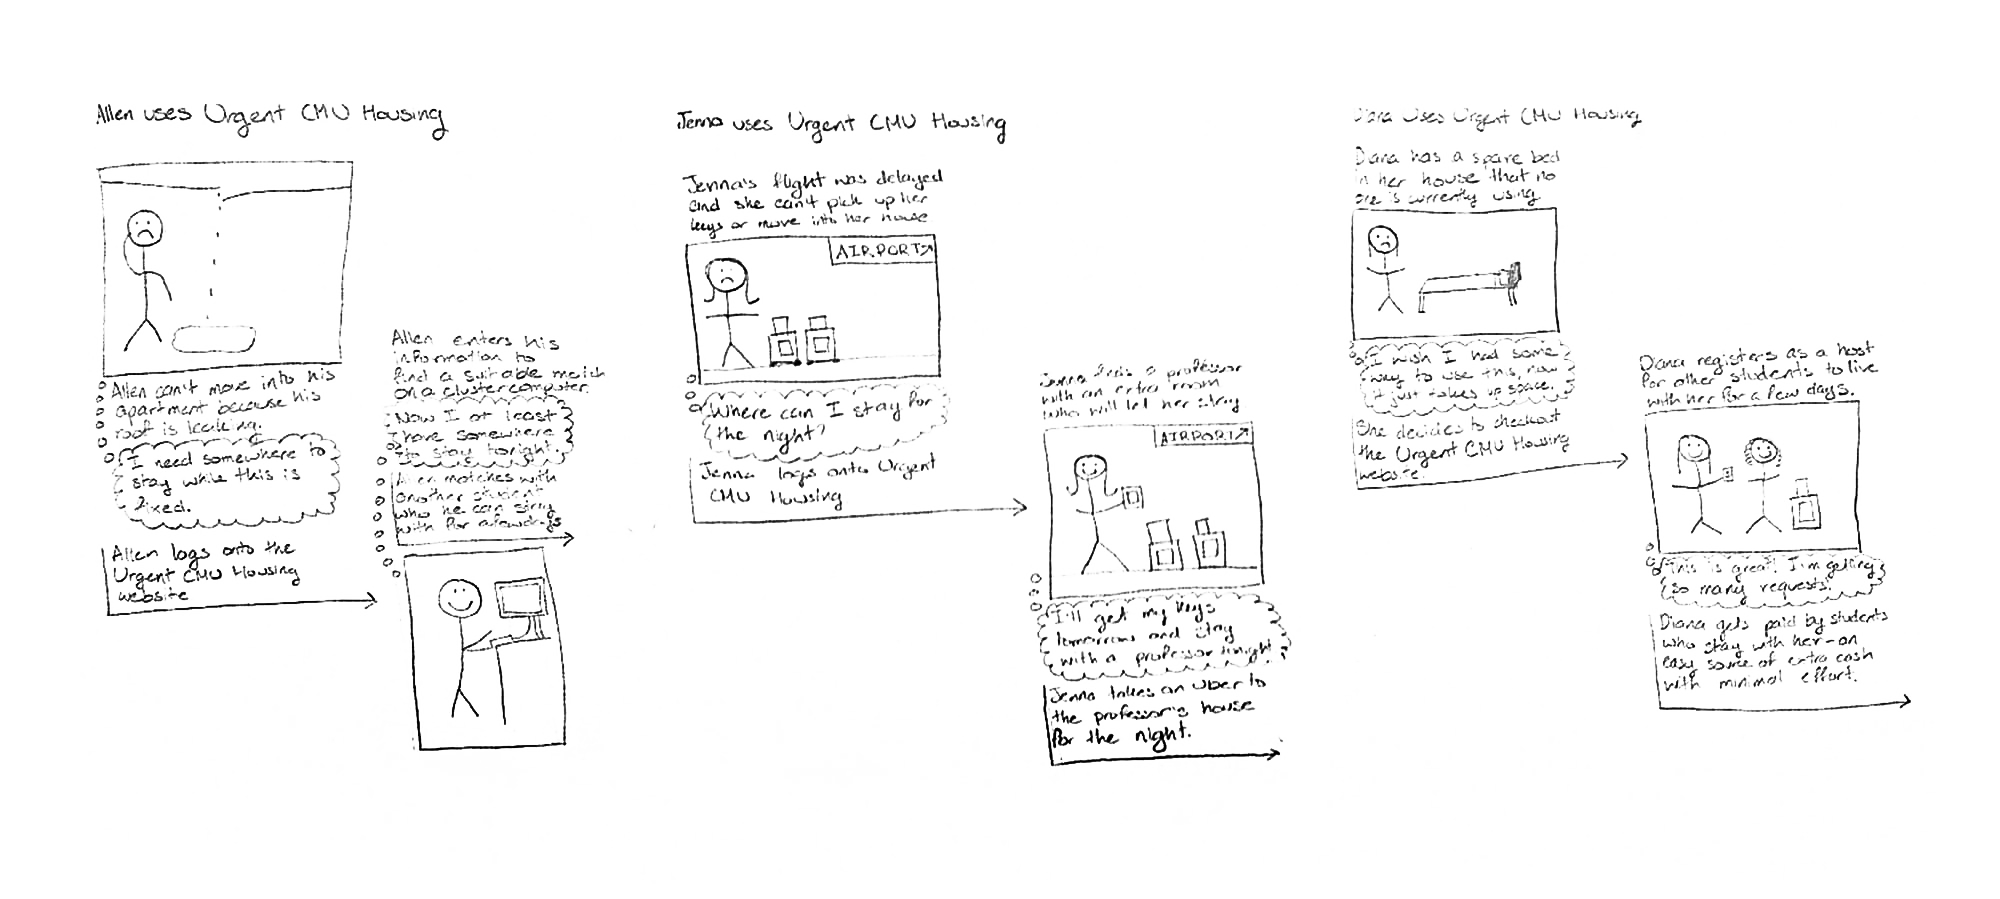 Allen uses Urgent CMU Housing
Allen can't move into his
apartment because his
roof is leaking.
I need somewhere to
stay while this is
fixed.
Allen logs onto the
Urgent CMU Housing
website
Allen enters his
information to
find a suitable match
on a cluster computer
Now I at least
have somewhere
to stay tonight.
Allen matches with
another student
who he can stay
with for a few days
Jenna uses Urgent CMU Housing
Jenna's flight was delayed
and she can't pick up her
keys or move into her house
AIRPORT↗
Where can I stay for
the night?
Jenna logs onto Urgent
CMU Housing
Jenna finds a professor
with an extra room
who will let her stay
AIRPORT↗
I'll get my keys
tomorrow and stay
with a professor tonight
Jenna takes an Uber to
the professor's house
for the night.
Diana uses Urgent CMU Housing
Diana has a spare bed
in her house that no
one is currently using
I wish I had some
way to use this, now
it just takes up space.
She decides to checkout
the Urgent CMU Housing
website.
Diana registers as a host
for other students to live
with her for a few days.
This is great! I'm getting
so many requests!
Diana gets paid by students
who stay with her-an
easy source of extra cash
with minimal effort.